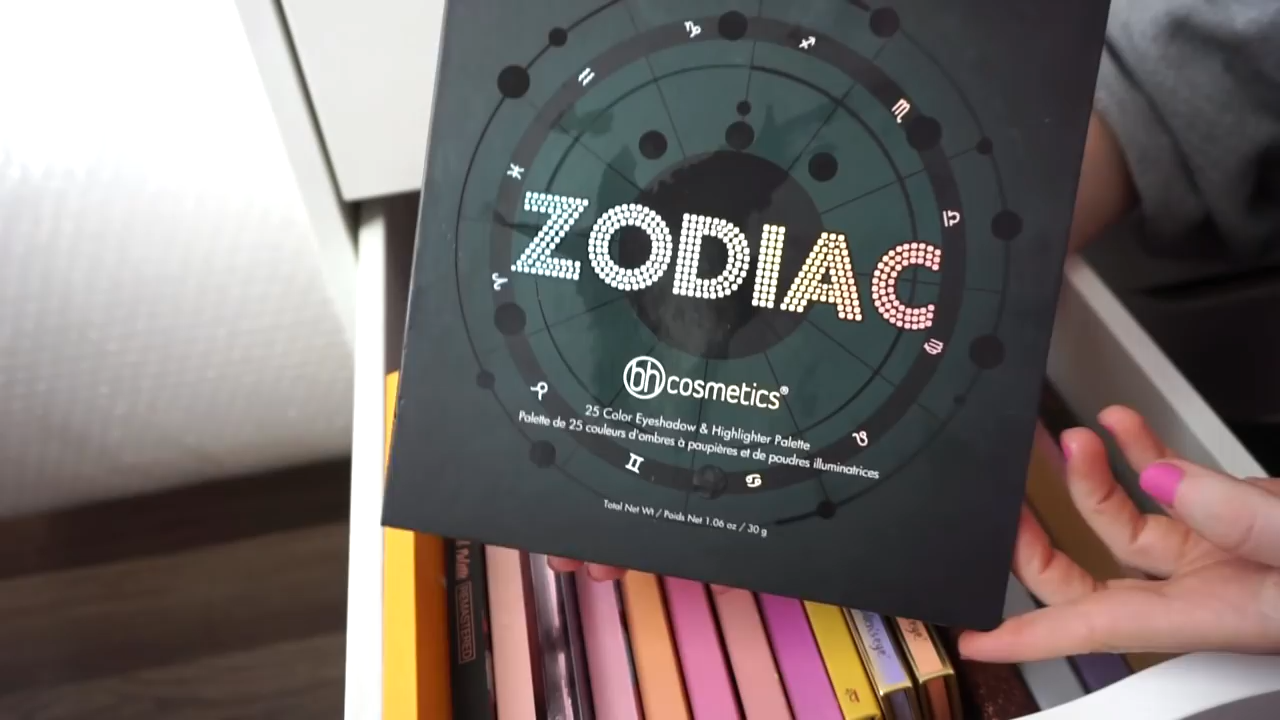 ZODIAC
bh cosmetics®
25 Color Eyeshadow & Highlighter Palette
Palette de 25 couleurs d'ombres à paupières et de poudres illuminatrices
Total Net Wt / Poids Net 1.06 oz / 30 g
REMASTERED